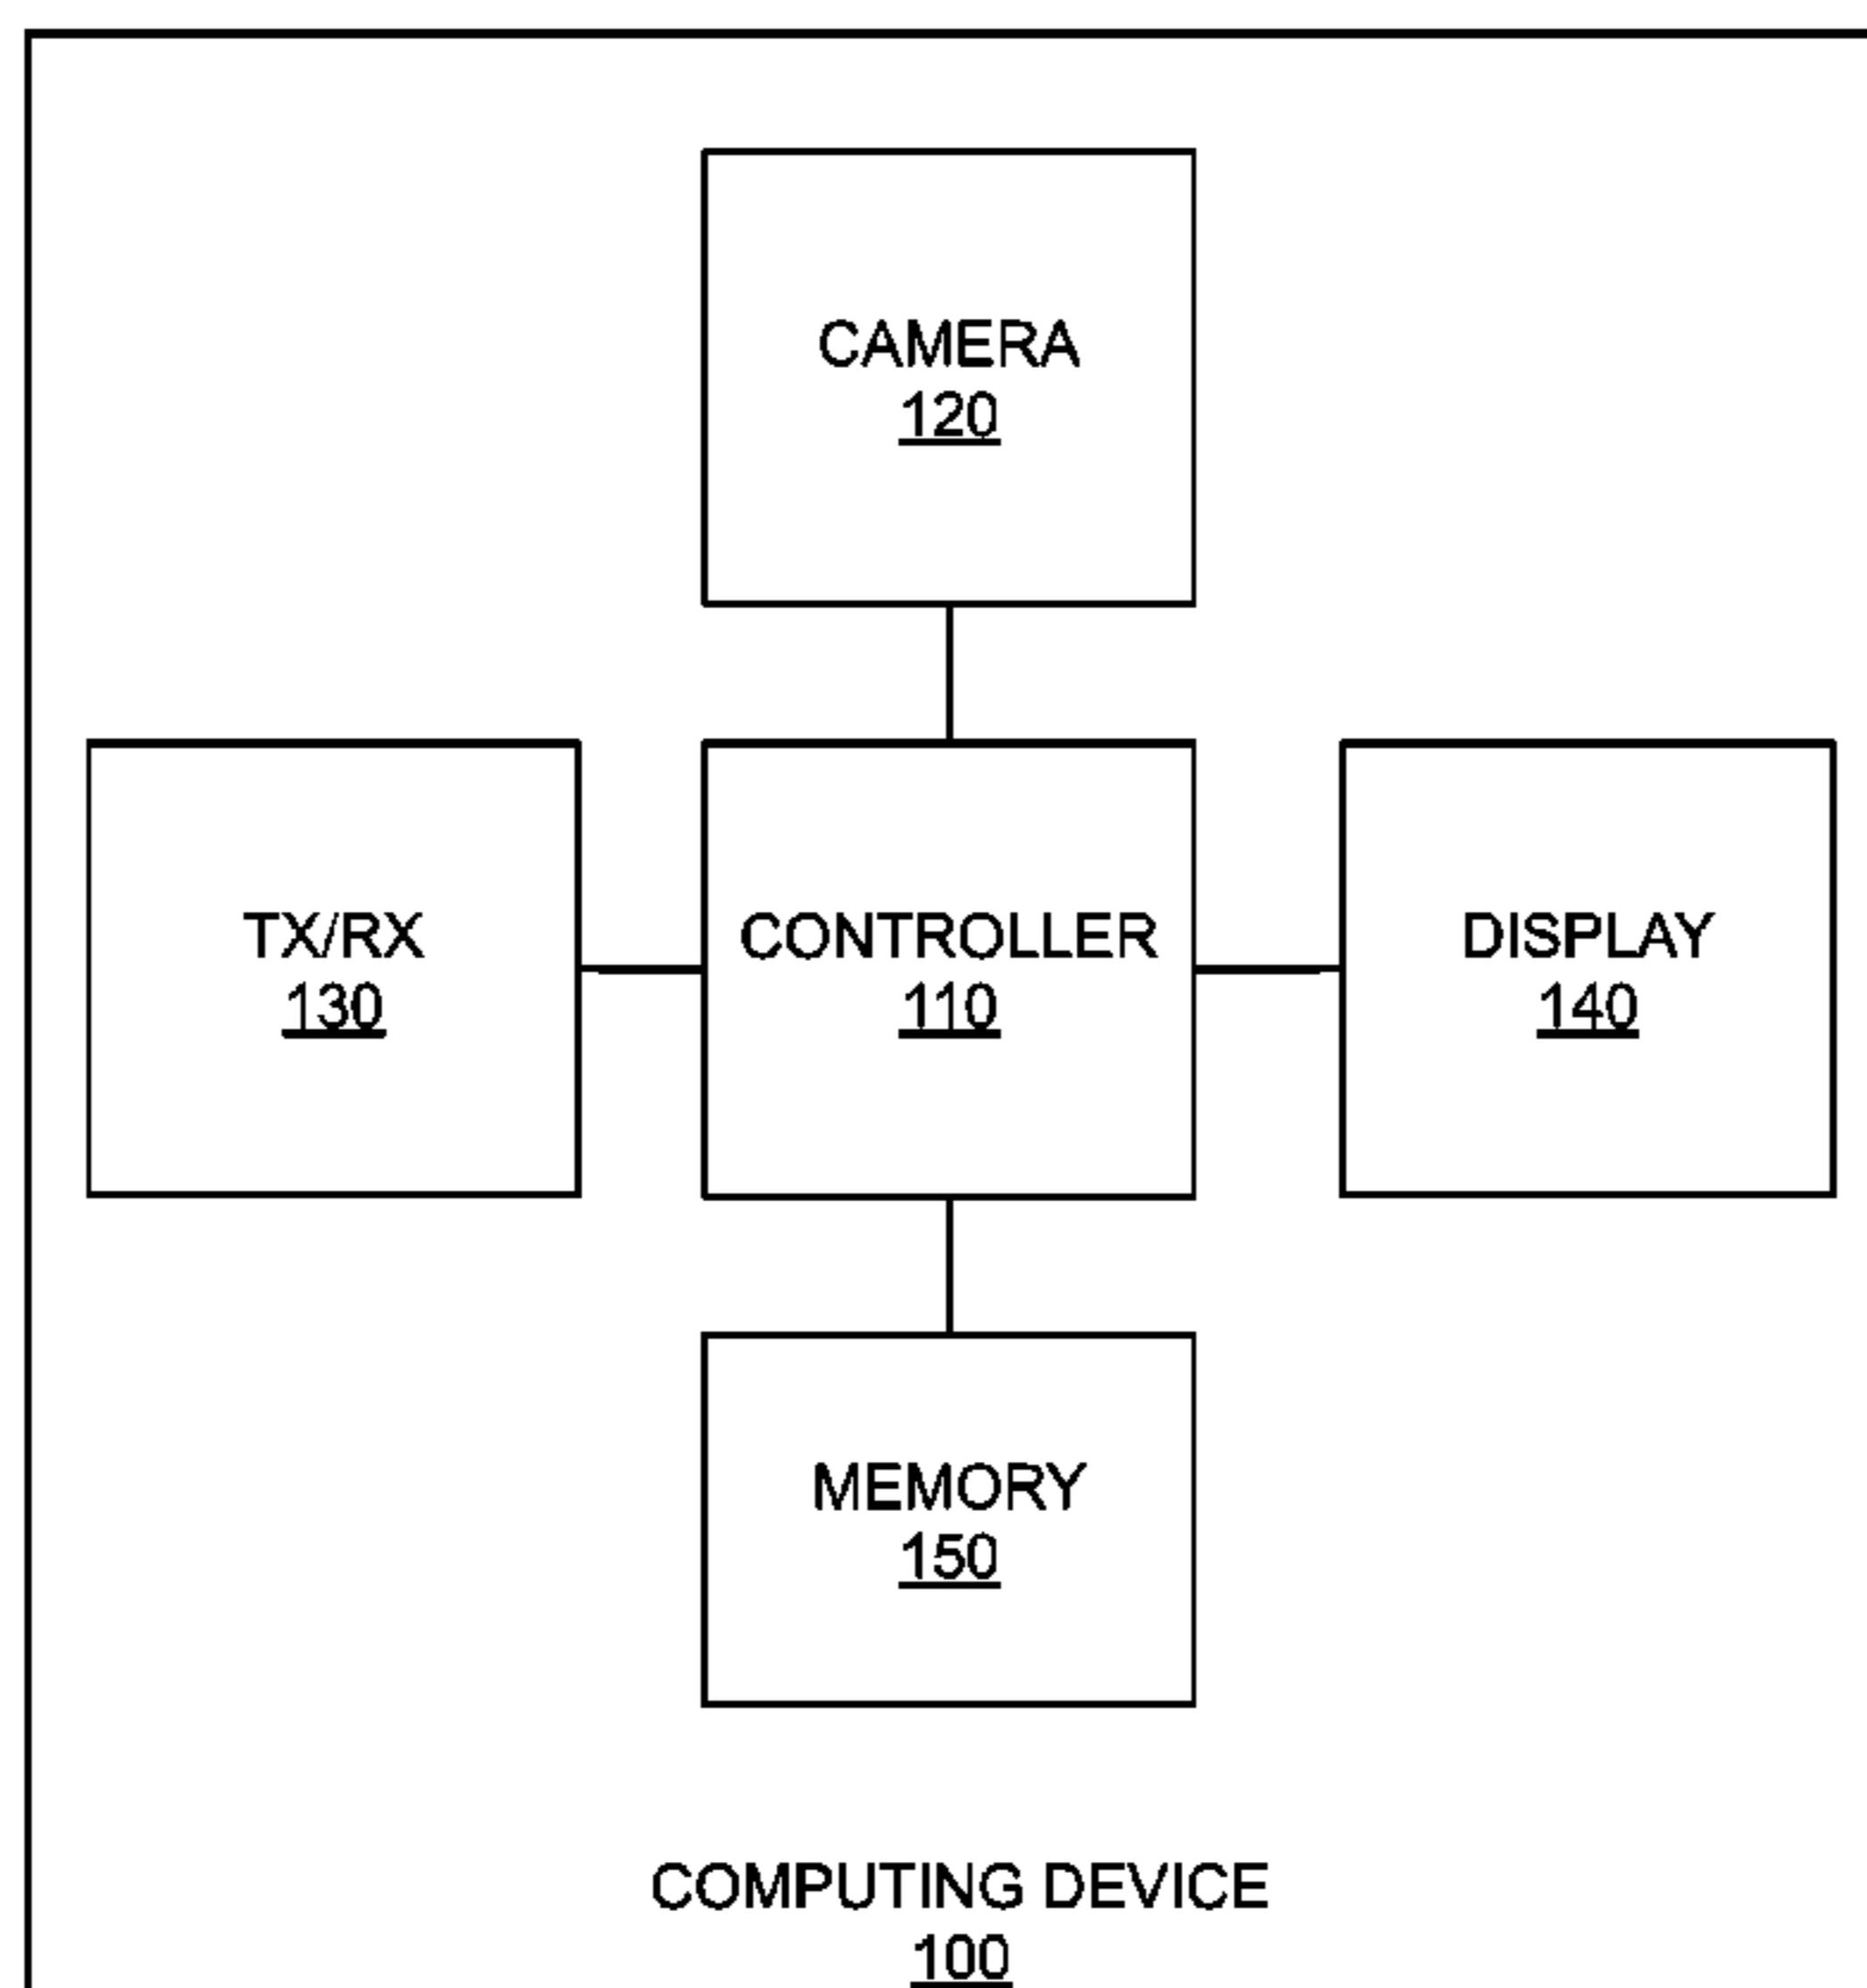 CAMERA
120
TX/RX
130
CONTROLLER
110
DISPLAY
140
MEMORY
150
COMPUTING DEVICE
100